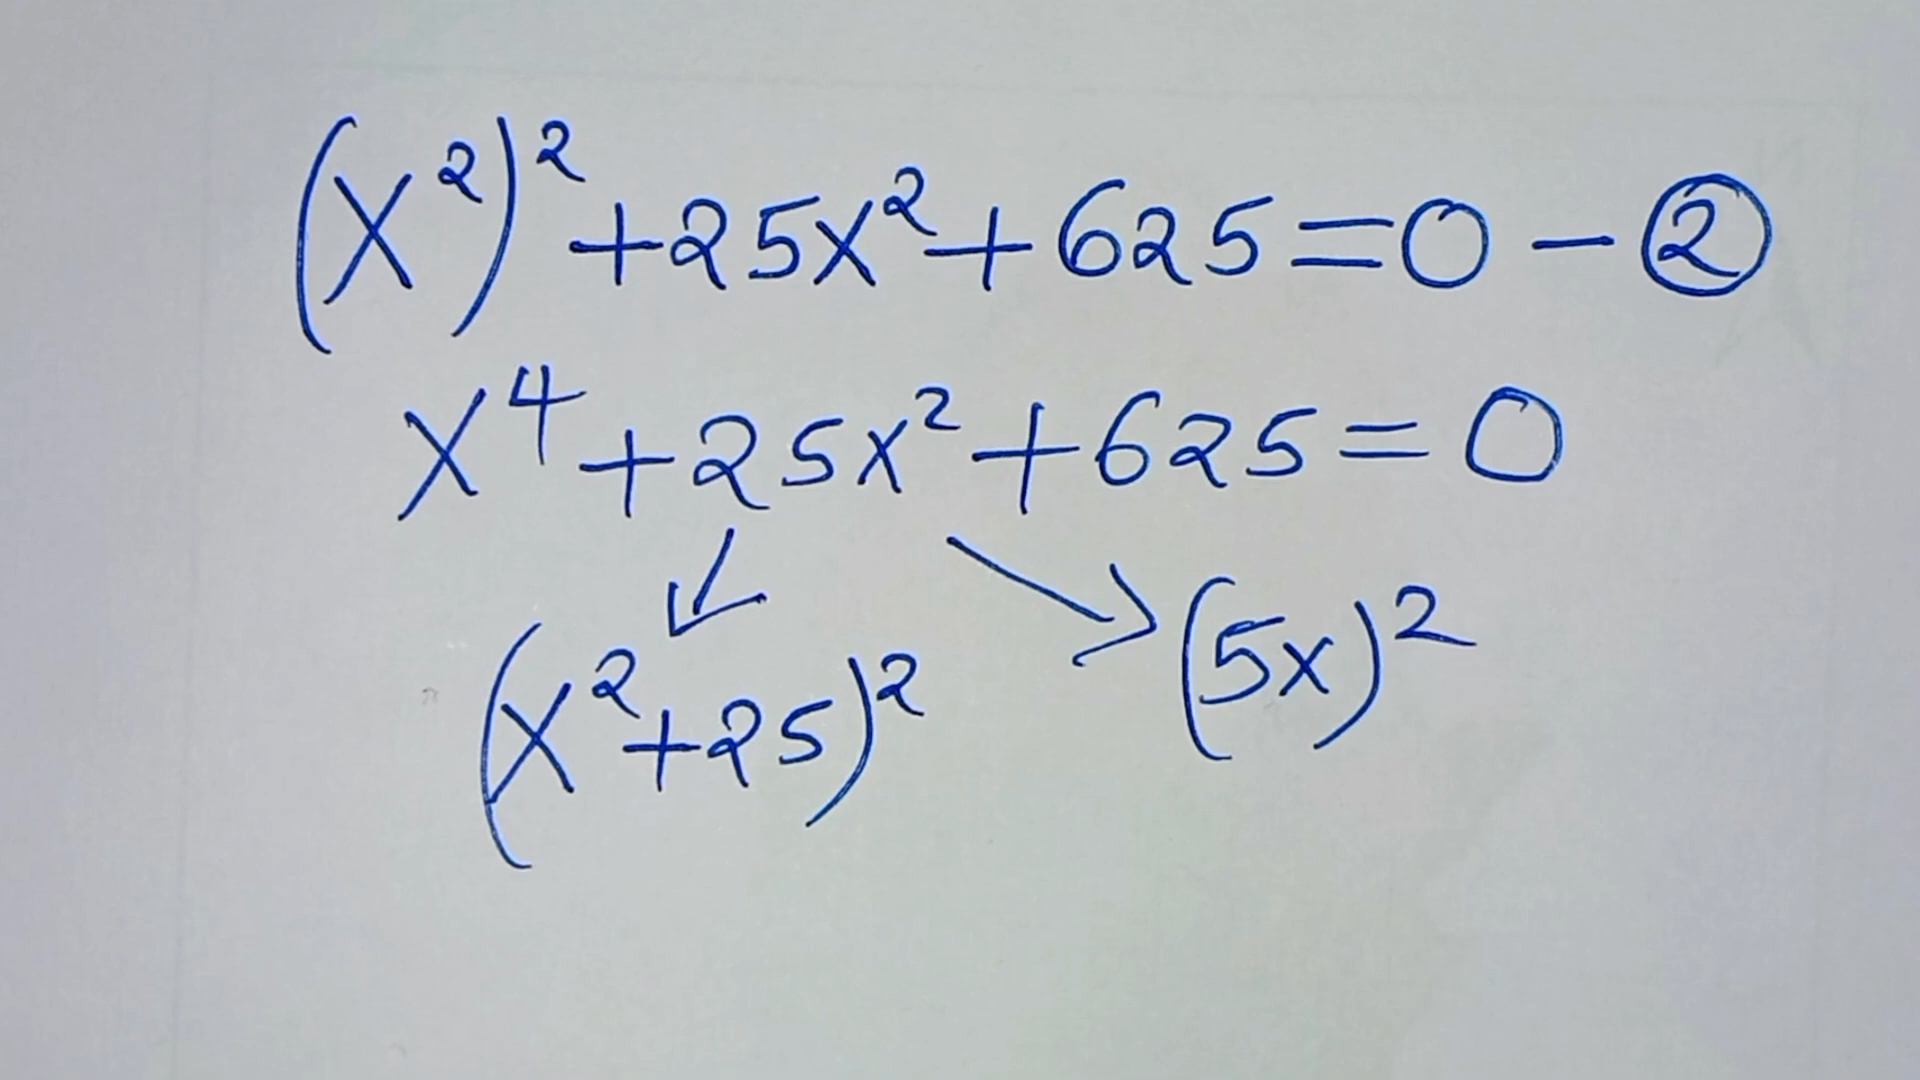 (x²)² + 25x² + 625 = 0 – ②
x⁴ + 25x² + 625 = 0
↙ ↘
(x² + 25)² (5x)²